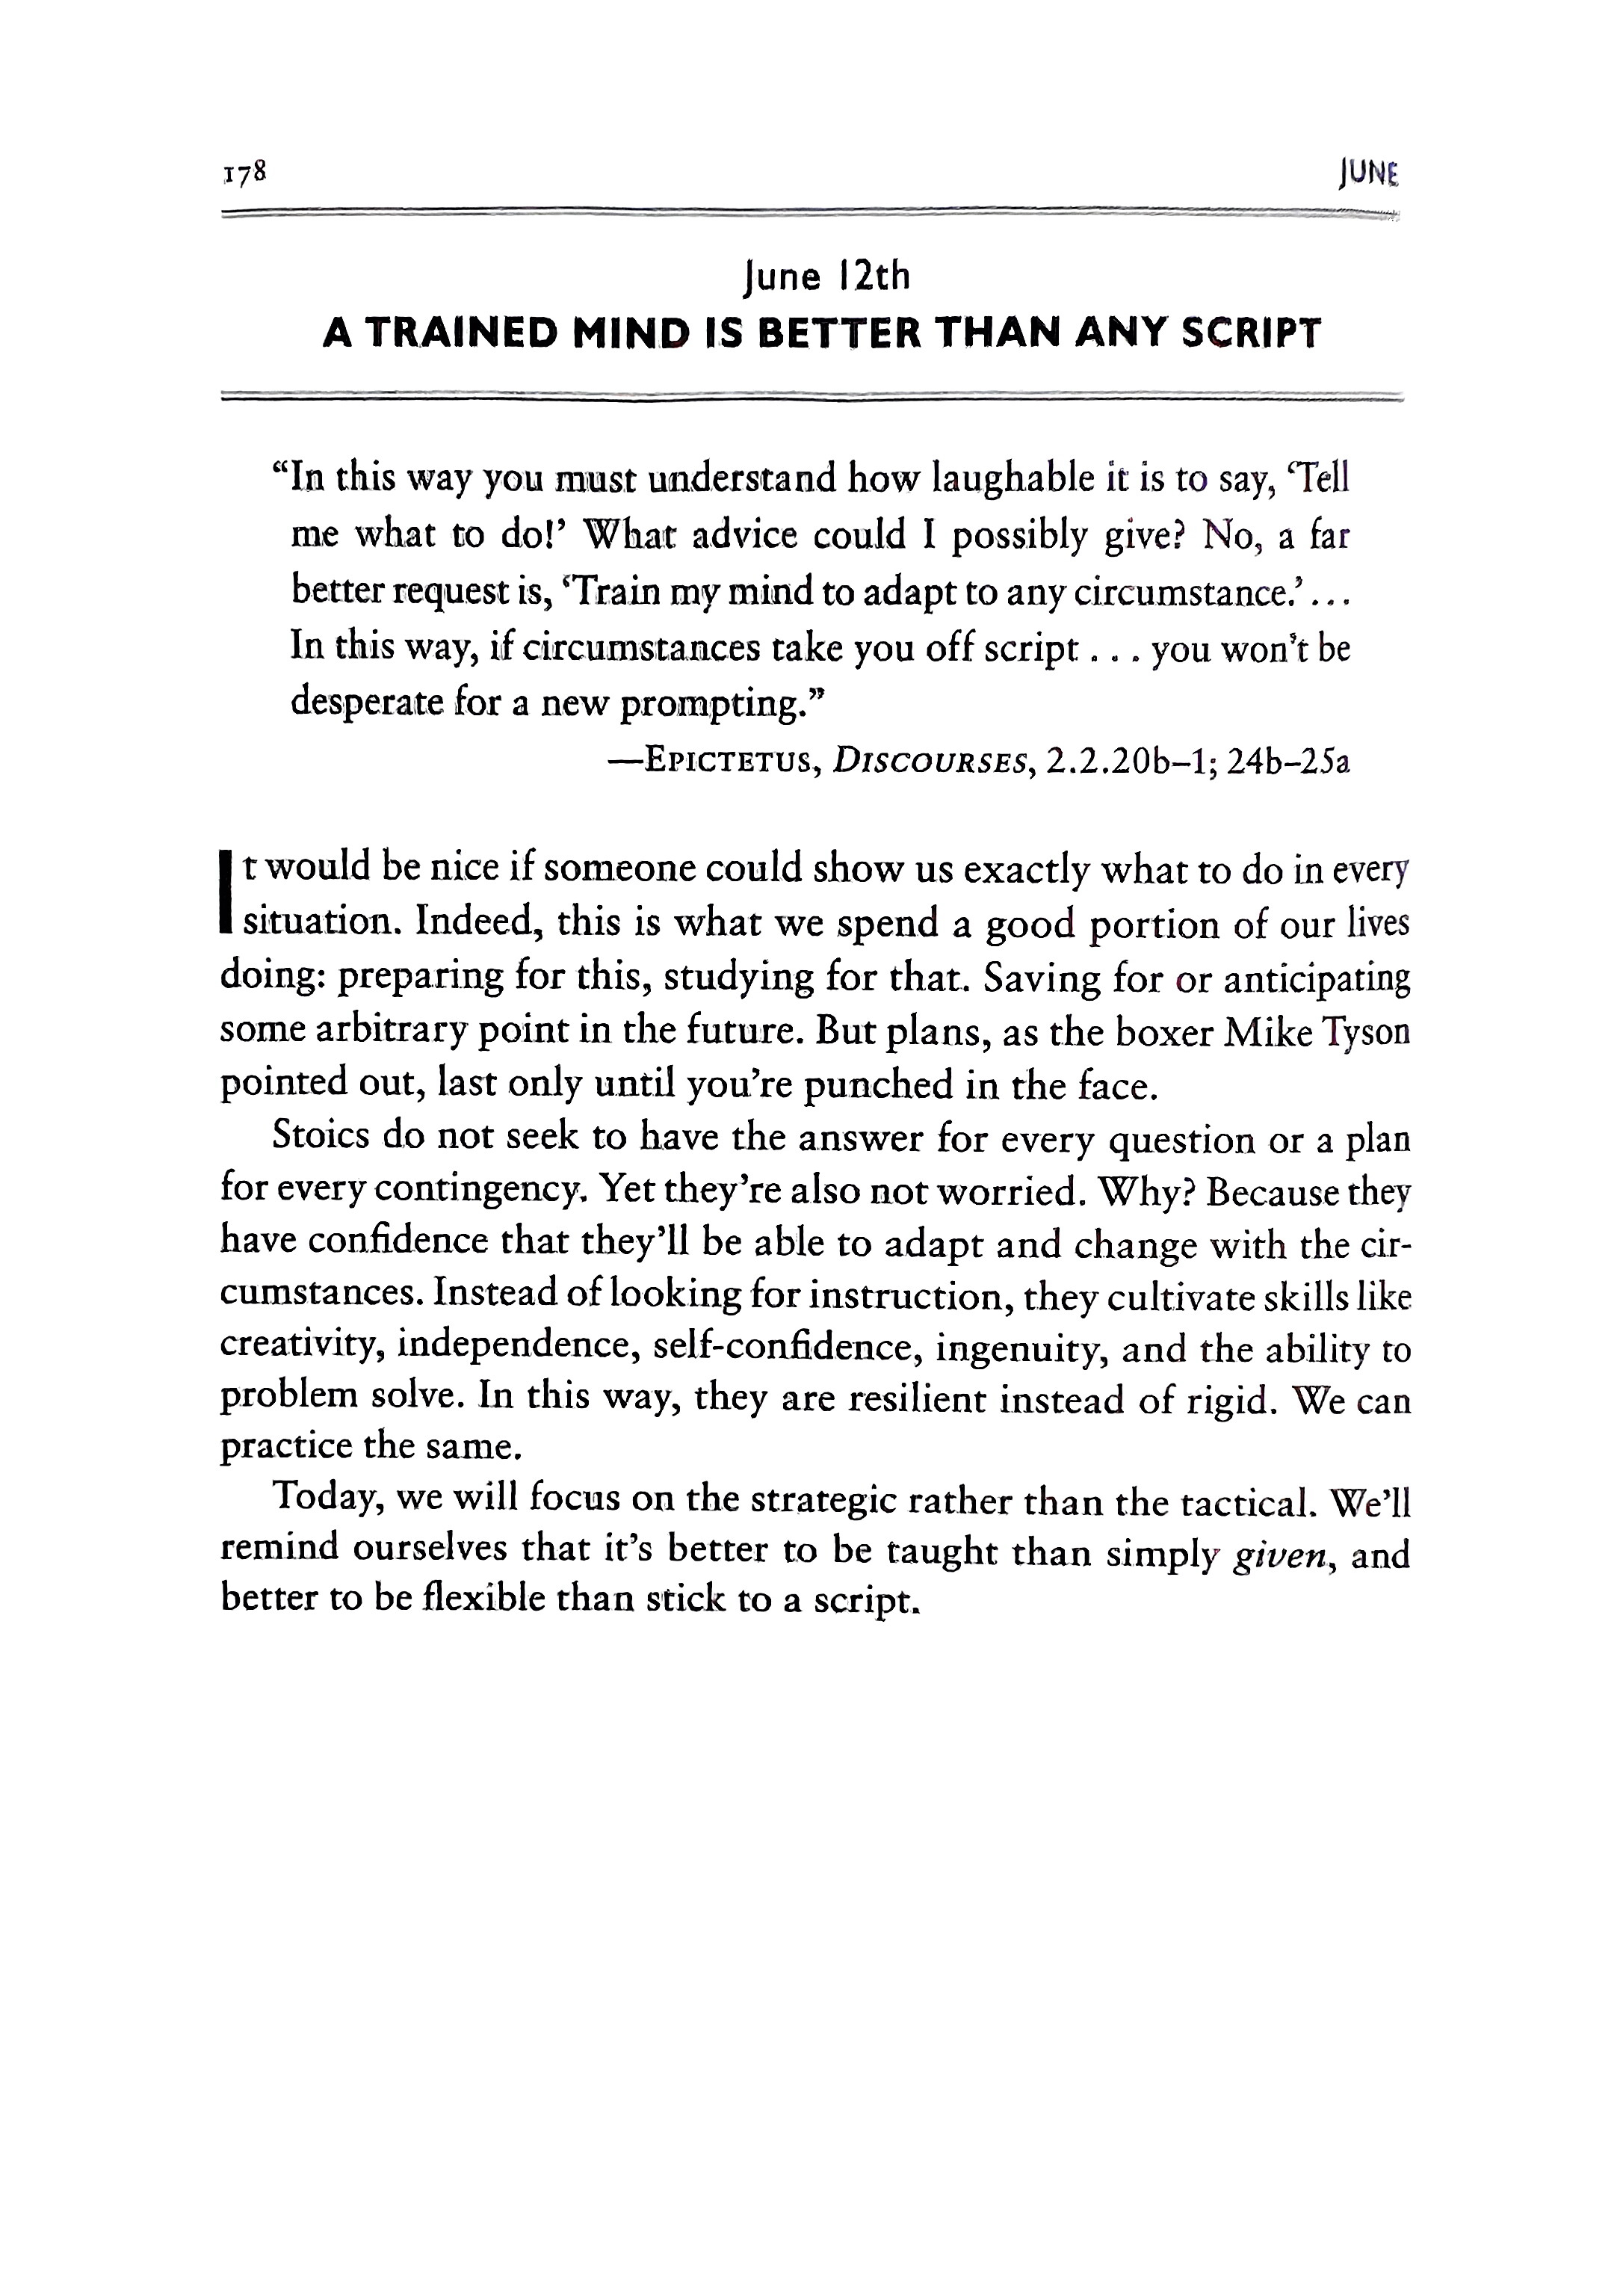 178
JUNE
June 12th
A TRAINED MIND IS BETTER THAN ANY SCRIPT
“In this way you must understand how laughable it is to say, ‘Tell
me what to do!’ What advice could I possibly give? No, a far
better request is, ‘Train my mind to adapt to any circumstance.’ . . .
In this way, if circumstances take you off script . . . you won’t be
desperate for a new prompting.”
—EPICTETUS, DISCOURSES, 2.2.20b–1; 24b–25a
It would be nice if someone could show us exactly what to do in every
situation. Indeed, this is what we spend a good portion of our lives
doing: preparing for this, studying for that. Saving for or anticipating
some arbitrary point in the future. But plans, as the boxer Mike Tyson
pointed out, last only until you’re punched in the face.
Stoics do not seek to have the answer for every question or a plan
for every contingency. Yet they’re also not worried. Why? Because they
have confidence that they’ll be able to adapt and change with the cir-
cumstances. Instead of looking for instruction, they cultivate skills like
creativity, independence, self-confidence, ingenuity, and the ability to
problem solve. In this way, they are resilient instead of rigid. We can
practice the same.
Today, we will focus on the strategic rather than the tactical. We’ll
remind ourselves that it’s better to be taught than simply given, and
better to be flexible than stick to a script.